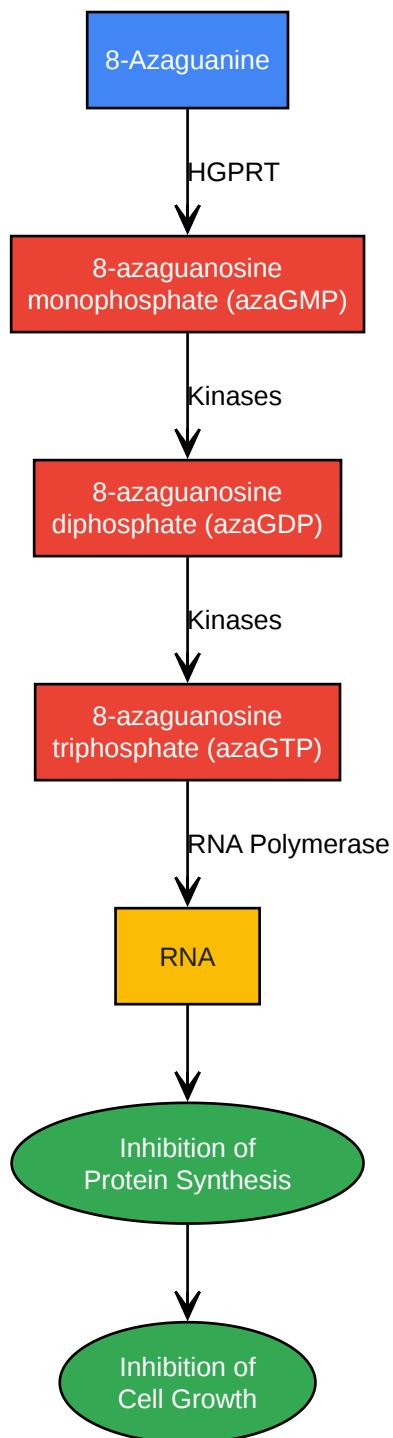 8-Azaguanine
HGPRT
8-azaguanosine
monophosphate (azaGMP)
Kinases
8-azaguanosine
diphosphate (azaGDP)
Kinases
8-azaguanosine
triphosphate (azaGTP)
RNA Polymerase
RNA
Inhibition of
Protein Synthesis
Inhibition of
Cell Growth